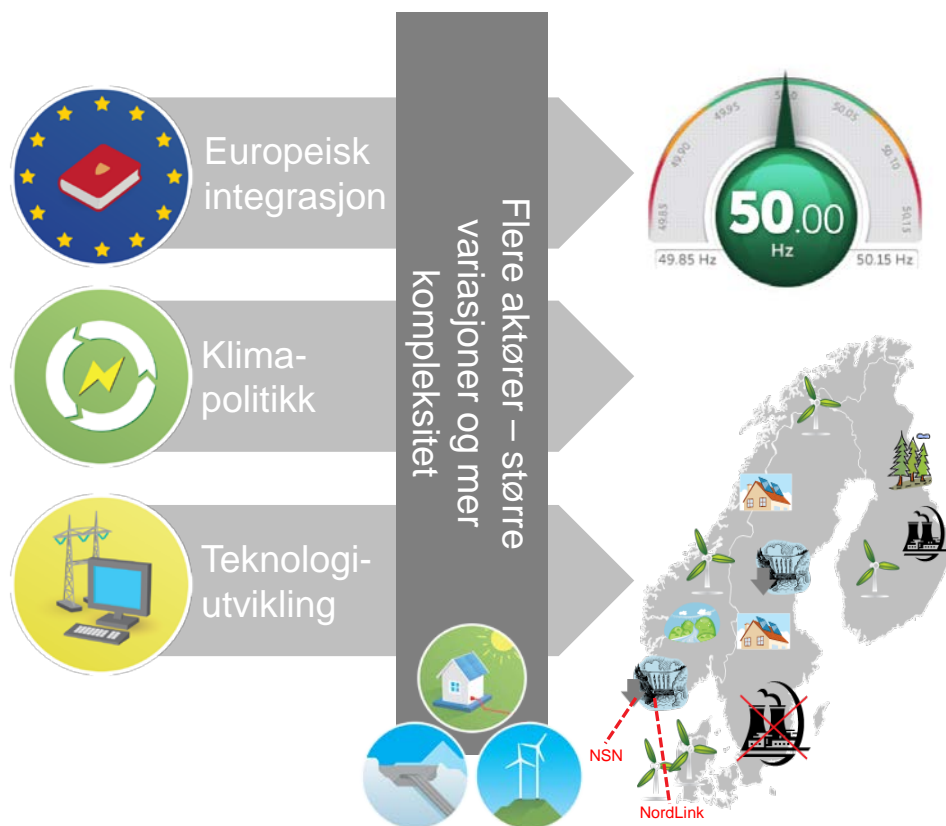 Europeisk
integrasjon
Klima-
politikk
Teknologi-
utvikling
Flere aktører – større
variasjoner og mer
kompleksitet
49.85
49.90
49.95
50.0
50.05
50.10
50.15
50.00
Hz
49.85 Hz
50.15 Hz
NSN
NordLink